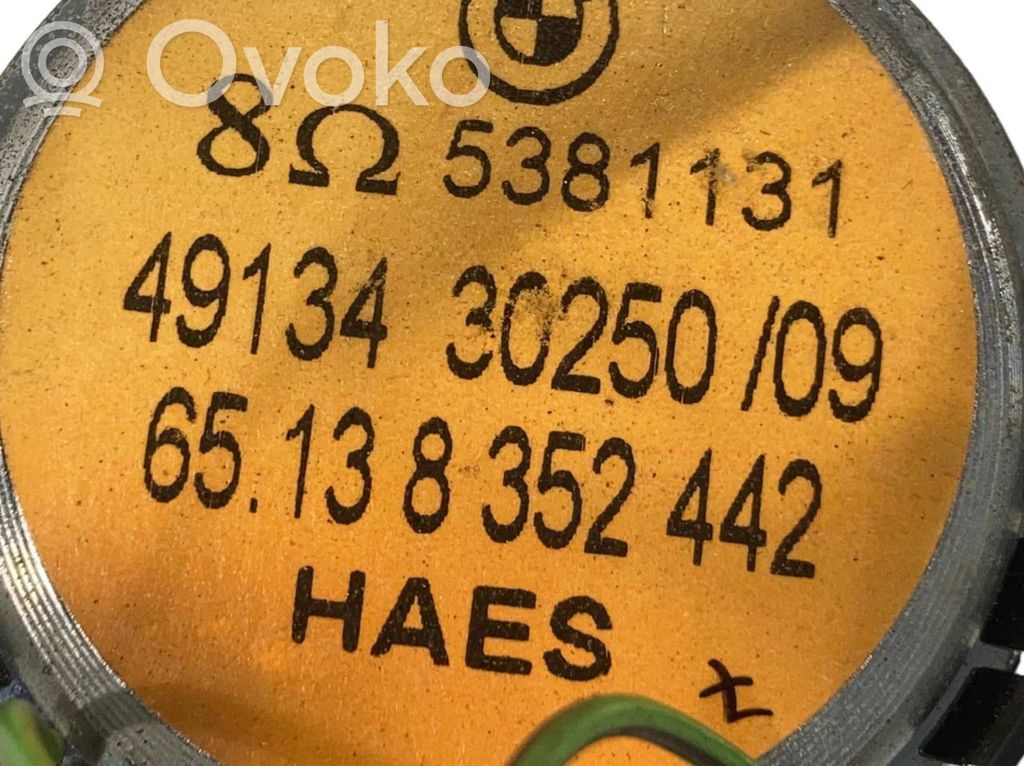 Ovoko
8Ω 5381131
49134 30250 /09
65.13 8 352 442
HAES
x